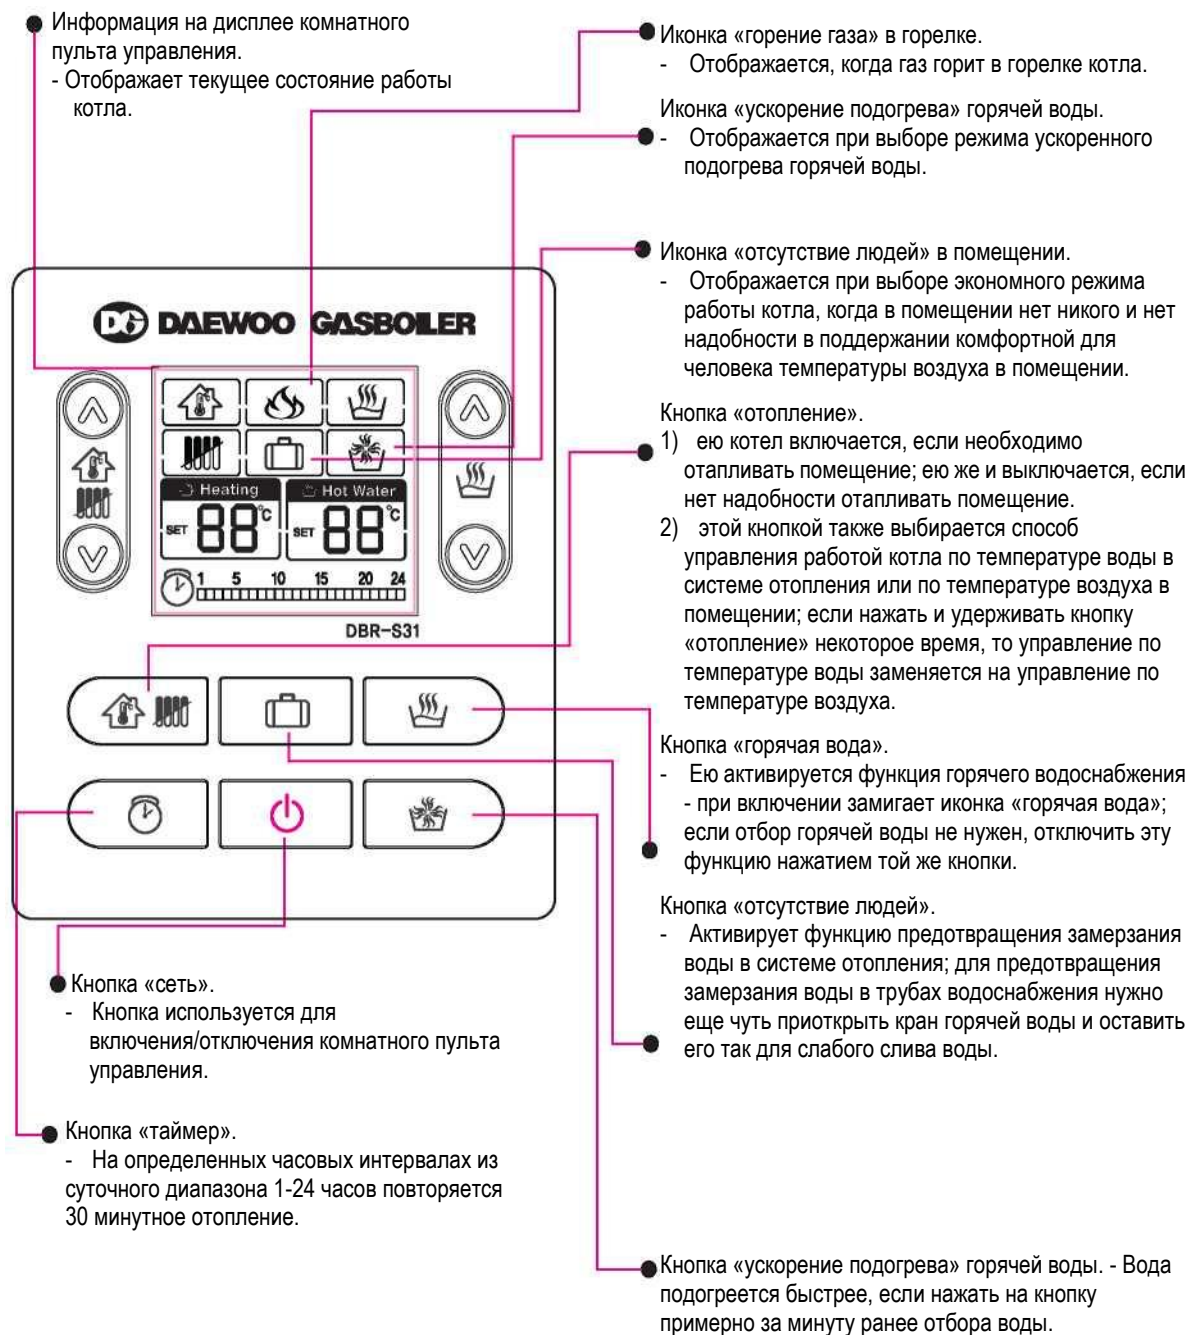 Информация на дисплее комнатного
пульта управления.
- Отображает текущее состояние работы
котла.
Иконка «горение газа» в горелке.
- Отображается, когда газ горит в горелке котла.
Иконка «ускорение подогрева» горячей воды.
- Отображается при выборе режима ускоренного
подогрева горячей воды.
Иконка «отсутствие людей» в помещении.
- Отображается при выборе экономного режима
работы котла, когда в помещении нет никого и нет
надобности в поддержании комфортной для
человека температуры воздуха в помещении.
DG DAEWOO GASBOILER
Heating
Hot Water
SET 88°C
SET 88°C
1 5 10 15 20 24
DBR-S31
Кнопка «отопление».
1) ею котел включается, если необходимо
отапливать помещение; ею же и выключается, если
нет надобности отапливать помещение.
2) этой кнопкой также выбирается способ
управления работой котла по температуре воды в
системе отопления или по температуре воздуха в
помещении; если нажать и удерживать кнопку
«отопление» некоторое время, то управление по
температуре воды заменяется на управление по
температуре воздуха.
Кнопка «горячая вода».
- Ею активируется функция горячего водоснабжения
- при включении замигает иконка «горячая вода»;
если отбор горячей воды не нужен, отключить эту
функцию нажатием той же кнопки.
Кнопка «отсутствие людей».
- Активирует функцию предотвращения замерзания
воды в системе отопления; для предотвращения
замерзания воды в трубах водоснабжения нужно
еще чуть приоткрыть кран горячей воды и оставить
его так для слабого слива воды.
Кнопка «сеть».
- Кнопка используется для
включения/отключения комнатного пульта
управления.
Кнопка «таймер».
- На определенных часовых интервалах из
суточного диапазона 1-24 часов повторяется
30 минутное отопление.
Кнопка «ускорение подогрева» горячей воды. - Вода
подогреется быстрее, если нажать на кнопку
примерно за минуту ранее отбора воды.